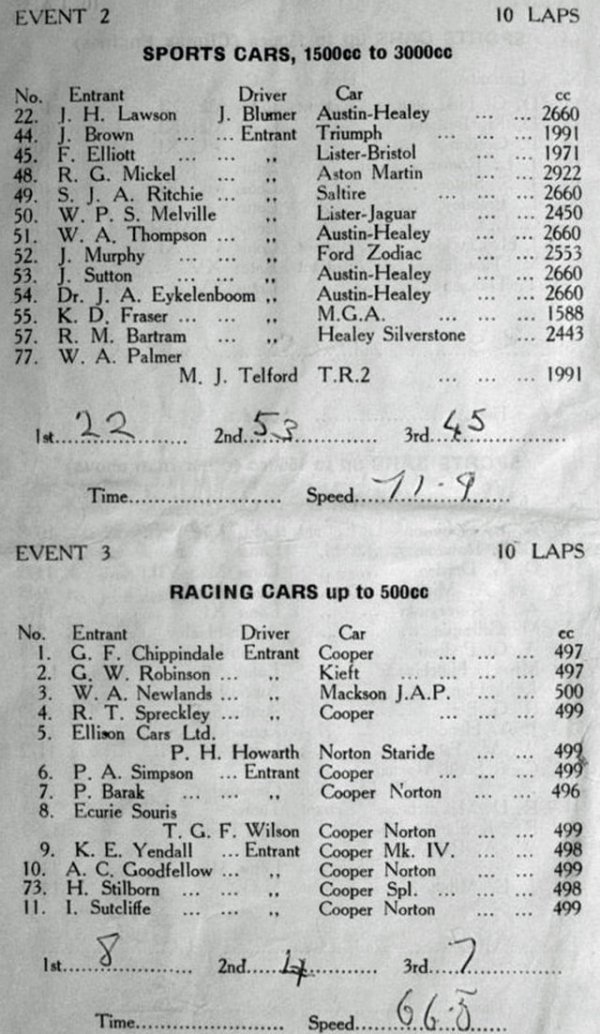 EVENT 2 10 LAPS
SPORTS CARS, 1500cc to 3000cc
No. Entrant Driver Car cc
22. J. H. Lawson J. Blumer Austin-Healey ... ... 2660
44. J. Brown ... ... Entrant Triumph ... ... ... 1991
45. F. Elliott ... ... ,, Lister-Bristol ... ... 1971
48. R. G. Mickel ... ,, Aston Martin ... ... 2922
49. S. J. A. Ritchie ... ,, Saltire ... ... ... 2660
50. W. P. S. Melville ,, Lister-Jaguar ... ... 2450
51. W. A. Thompson ... ,, Austin-Healey ... ... 2660
52. J. Murphy ... ... ,, Ford Zodiac ... ... 2553
53. J. Sutton ... ... ,, Austin-Healey ... ... 2660
54. Dr. J. A. Eykelenboom ,, Austin-Healey ... ... 2660
55. K. D. Fraser ... ... ,, M.G.A. ... ... ... 1588
57. R. M. Bartram ... ,, Healey Silverstone ... 2443
77. W. A. Palmer
M. J. Telford T.R.2 ... ... ... 1991
1st 22 2nd 53 3rd 45
Time Speed 71.9
EVENT 3 10 LAPS
RACING CARS up to 500cc
No. Entrant Driver Car cc
1. G. F. Chippindale Entrant Cooper ... ... ... 497
2. G. W. Robinson ... ,, Kieft ... ... ... ... 497
3. W. A. Newlands ... ,, Mackson J.A.P. ... ... 500
4. R. T. Spreckley ... ,, Cooper ... ... ... 499
5. Ellison Cars Ltd.
P. H. Howarth Norton Staride ... ... 499
6. P. A. Simpson ... Entrant Cooper ... ... ... 499
7. P. Barak ... ... ,, Cooper Norton ... ... 496
8. Ecurie Souris
T. G. F. Wilson Cooper Norton ... ... 499
9. K. E. Yendall ... Entrant Cooper Mk. IV. ... ... 498
10. A. C. Goodfellow ... ,, Cooper Norton ... ... 499
73. H. Stilborn ... ... ,, Cooper Spl. ... ... ... 498
11. I. Sutcliffe ... ... ,, Cooper Norton ... ... 499
1st 8 2nd 4 3rd 7
Time Speed 66.5